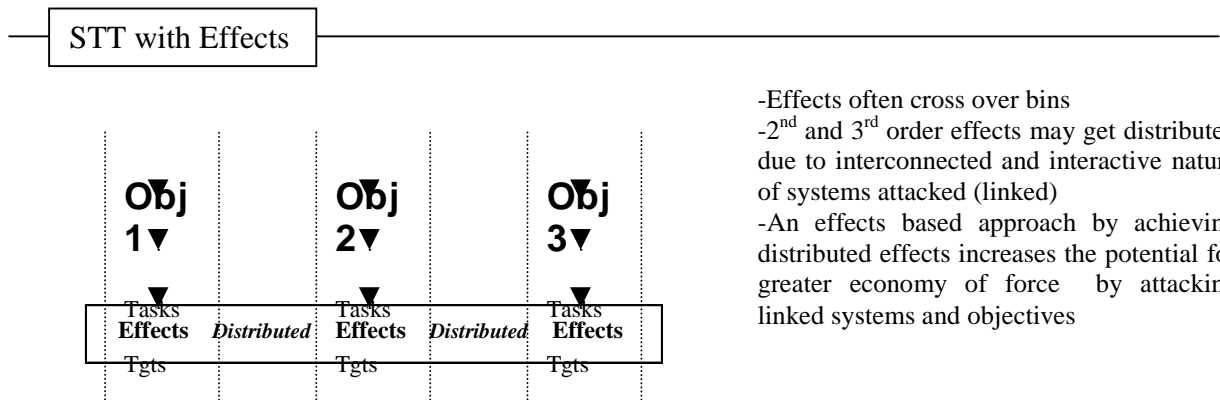 STT with Effects
Obj Obj Obj
1 2 3
Tasks Tasks Tasks
Effects Distributed Effects Distributed Effects
Tgts Tgts Tgts
-Effects often cross over bins
-2nd and 3rd order effects may get distribute
due to interconnected and interactive natur
of systems attacked (linked)
-An effects based approach by achievin
distributed effects increases the potential fo
greater economy of force by attackin
linked systems and objectives